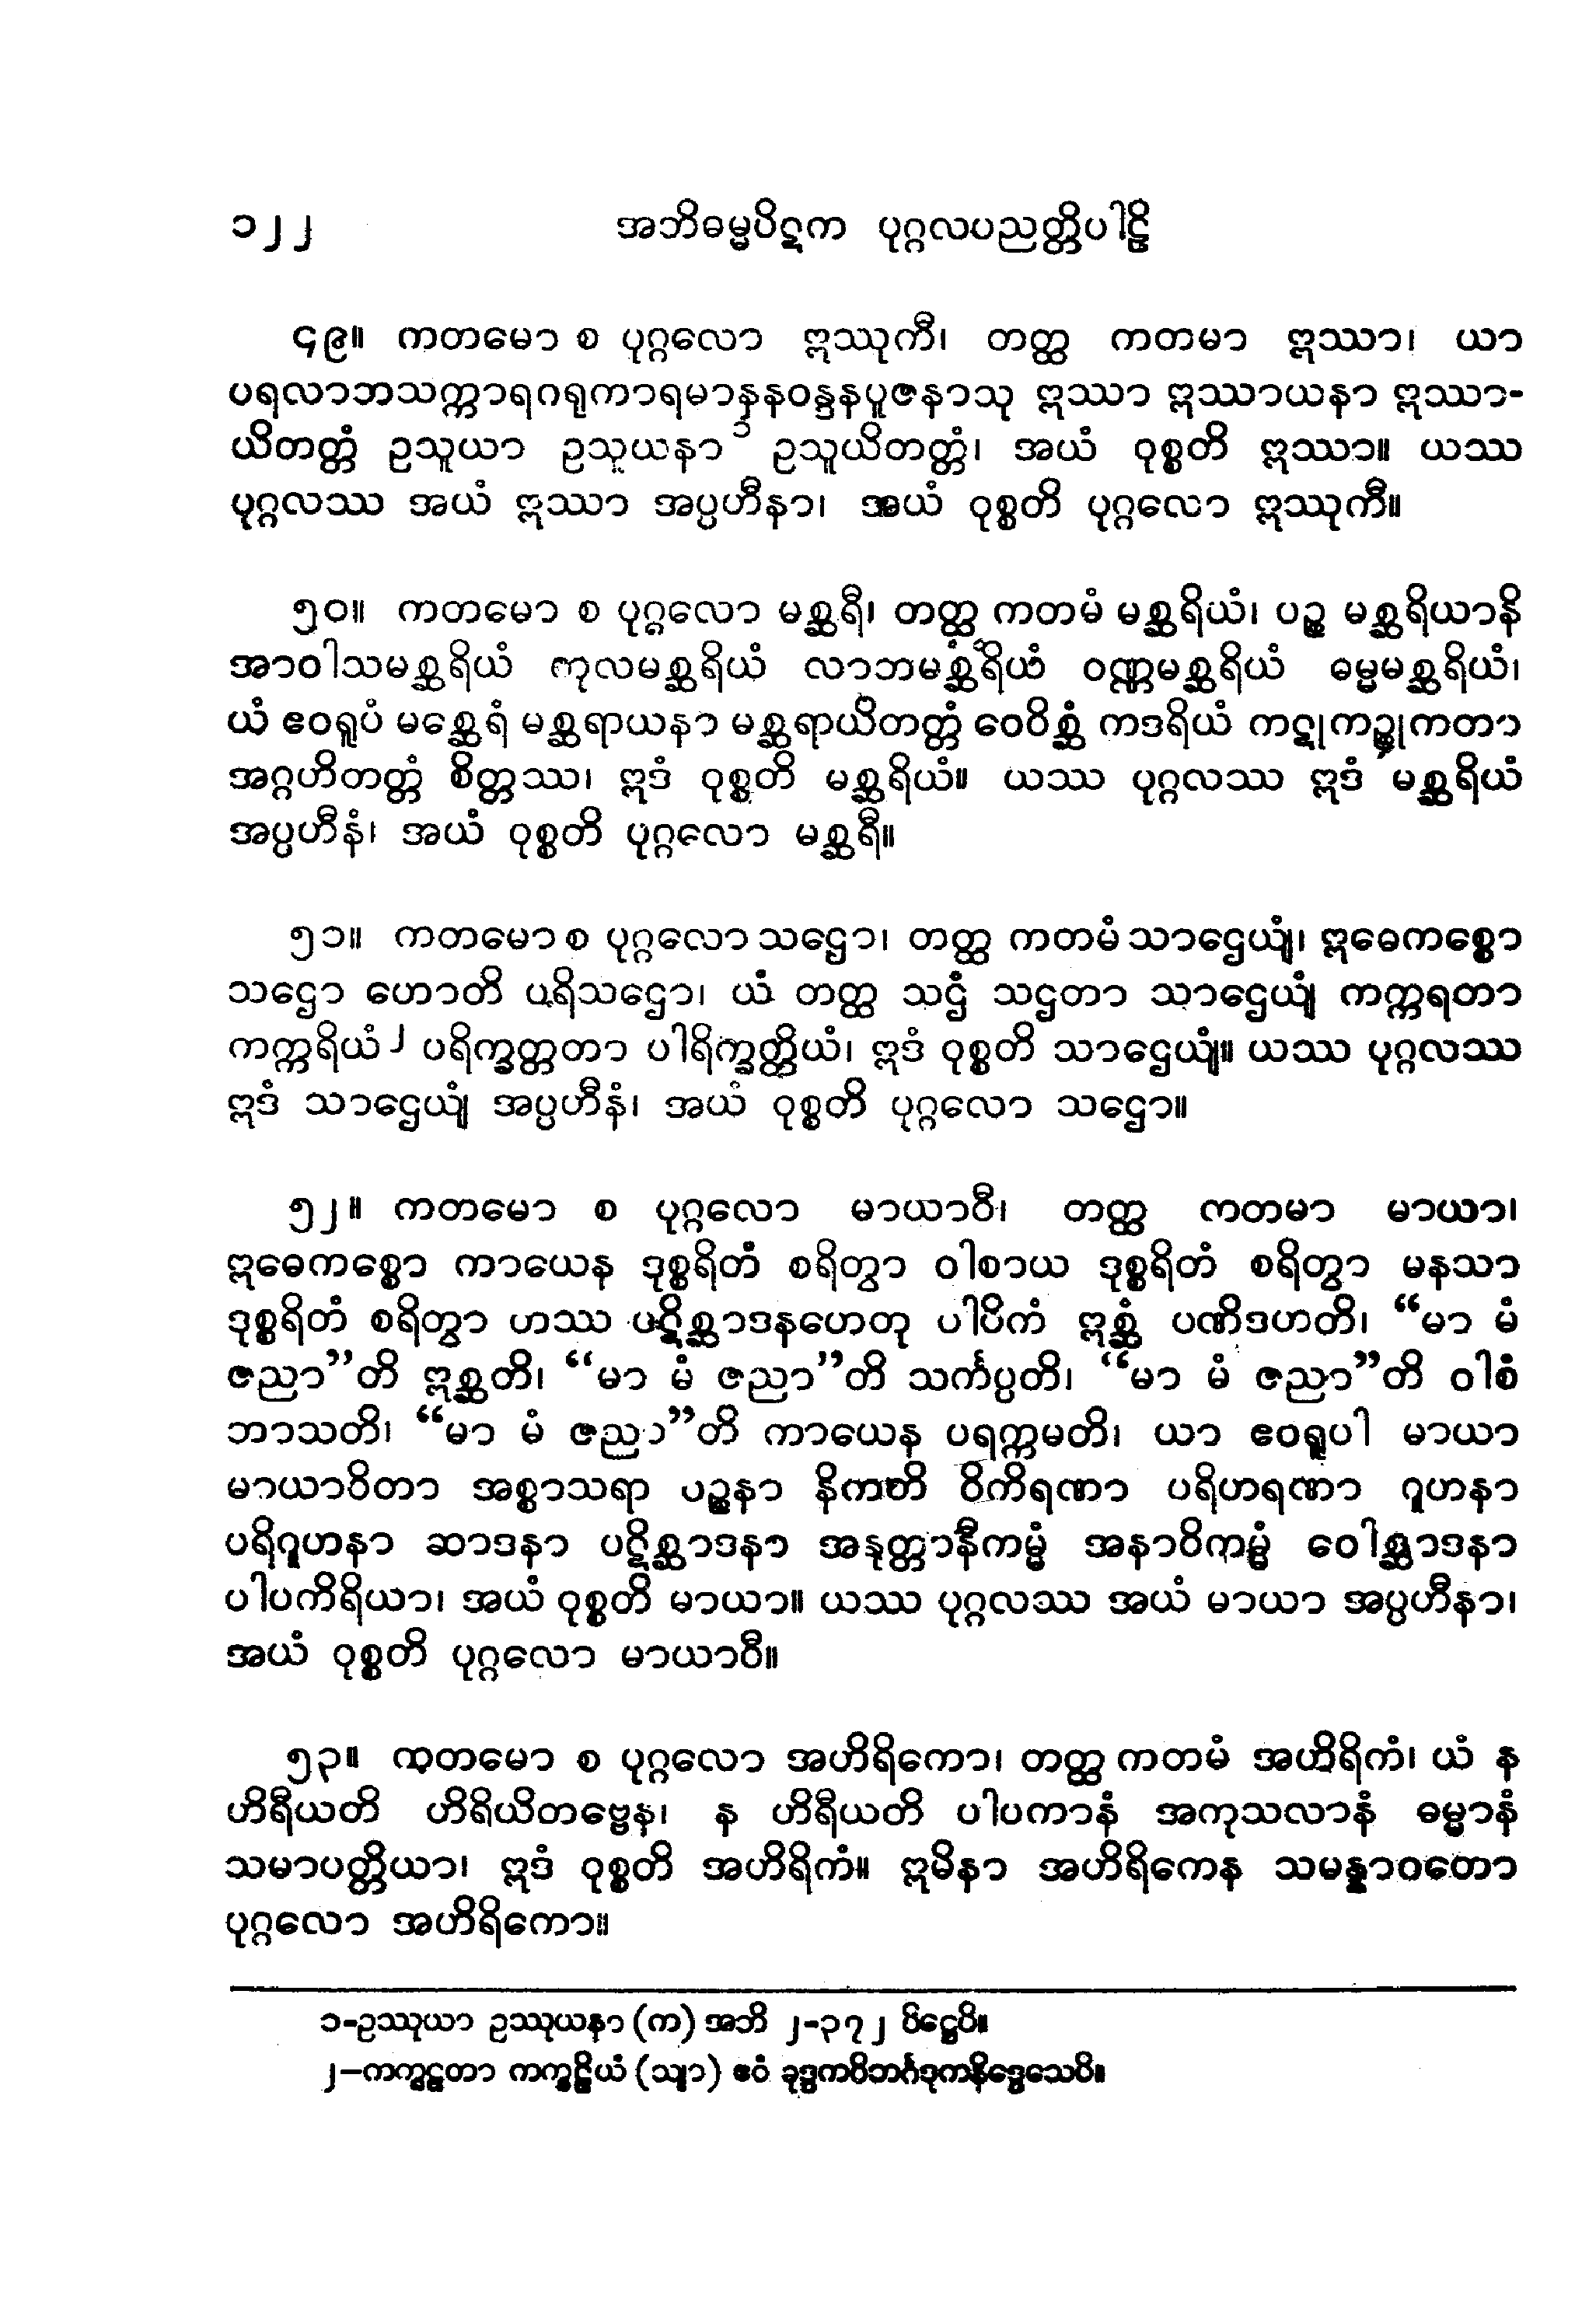 ၁၂၂ အဘိဓမ္မပိဋက ပုဂ္ဂလပညတ္တိပါဠိ
၄၉။ ကတမော စ ပုဂ္ဂလော ဣဿုကီ၊ တတ္ထ ကတမာ ဣဿာ၊ ယာ
ပရလာဘသက္ကာရဂရုကာရမာနနဝန္ဒနပူဇနာသု ဣဿာ ဣဿာယနာ ဣဿာ-
ယိတတ္တံ ဥသူယာ ဥသူယနာ ၁ ဥသူယိတတ္တံ၊ အယံ ဝုစ္စတိ ဣဿာ။ ယဿ
ပုဂ္ဂလဿ အယံ ဣဿာ အပ္ပဟီနာ၊ အယံ ဝုစ္စတိ ပုဂ္ဂလော ဣဿုကီ။
၅၀။ ကတမော စ ပုဂ္ဂလော မစ္ဆရီ၊ တတ္ထ ကတမံ မစ္ဆရိယံ၊ ပဉ္စ မစ္ဆရိယာနိ
အာဝါသမစ္ဆရိယံ ကုလမစ္ဆရိယံ လာဘမစ္ဆရိယံ ဝဏ္ဏမစ္ဆရိယံ ဓမ္မမစ္ဆရိယံ၊
ယံ ဧဝရူပံ မစ္ဆေရံ မစ္ဆရာယနာ မစ္ဆရာယိတတ္တံ ဝေဝိစ္ဆံ ကဒရိယံ ကဋုကဉ္စုကတာ
အဂ္ဂဟိတတ္တံ စိတ္တဿ၊ ဣဒံ ဝုစ္စတိ မစ္ဆရိယံ။ ယဿ ပုဂ္ဂလဿ ဣဒံ မစ္ဆရိယံ
အပ္ပဟီနံ၊ အယံ ဝုစ္စတိ ပုဂ္ဂလော မစ္ဆရီ။
၅၁။ ကတမော စ ပုဂ္ဂလော သဌော၊ တတ္ထ ကတမံ သာဌေယျံ၊ ဣဓေကစ္စော
သဌော ဟောတိ ပရိသဌော၊ ယံ တတ္ထ သဌံ သဌတာ သာဌေယျံ ကက္ကရတာ
ကက္ကရိယံ ၂ ပရိက္ခတ္တတာ ပါရိက္ခတ္တိယံ၊ ဣဒံ ဝုစ္စတိ သာဌေယျံ။ ယဿ ပုဂ္ဂလဿ
ဣဒံ သာဌေယျံ အပ္ပဟီနံ၊ အယံ ဝုစ္စတိ ပုဂ္ဂလော သဌော။
၅၂။ ကတမော စ ပုဂ္ဂလော မာယာဝီ၊ တတ္ထ ကတမာ မာယာ၊
ဣဓေကစ္စော ကာယေန ဒုစ္စရိတံ စရိတွာ ဝါစာယ ဒုစ္စရိတံ စရိတွာ မနသာ
ဒုစ္စရိတံ စရိတွာ ဟဿ ပဋိစ္ဆာဒနဟေတု ပါပိကံ ဣစ္ဆံ ပဏိဒဟတိ၊ “မာ မံ
ဇညာ”တိ ဣစ္ဆတိ၊ “မာ မံ ဇညာ”တိ သင်္ကပ္ပတိ၊ “မာ မံ ဇညာ”တိ ဝါစံ
ဘာသတိ၊ “မာ မံ ဇညာ”တိ ကာယေန ပရက္ကမတိ၊ ယာ ဧဝရူပါ မာယာ
မာယာဝိတာ အစ္စာသရာ ပဉ္စနာ နိကတိ ဝိကိရဏာ ပရိဟရဏာ ဂူဟနာ
ပရိဂူဟနာ ဆာဒနာ ပဋိစ္ဆာဒနာ အနုတ္တာနီကမ္မံ အနာဝိကမ္မံ ဝေါစ္ဆာဒနာ
ပါပကိရိယာ၊ အယံ ဝုစ္စတိ မာယာ။ ယဿ ပုဂ္ဂလဿ အယံ မာယာ အပ္ပဟီနာ၊
အယံ ဝုစ္စတိ ပုဂ္ဂလော မာယာဝီ။
၅၃။ ကတမော စ ပုဂ္ဂလော အဟိရိကော၊ တတ္ထ ကတမံ အဟိရိကံ၊ ယံ န
ဟိရီယတိ ဟိရိယိတဗ္ဗေန၊ န ဟိရီယတိ ပါပကာနံ အကုသလာနံ ဓမ္မာနံ
သမာပတ္တိယာ၊ ဣဒံ ဝုစ္စတိ အဟိရိကံ။ ဣမိနာ အဟိရိကေန သမန္နာဝတော
ပုဂ္ဂလော အဟိရိကော။
၁-ဥဿုယာ ဥဿုယနာ (က) အဘိ ၂-၃၇၂ ပိဋ္ဌေပိ။
၂-ကက္ခဠတာ ကက္ခဠိယံ (သျာ) ဧဝံ ခုဒ္ဒကဝိဘင်္ဂဒုကနိဒ္ဒေသေပိ။